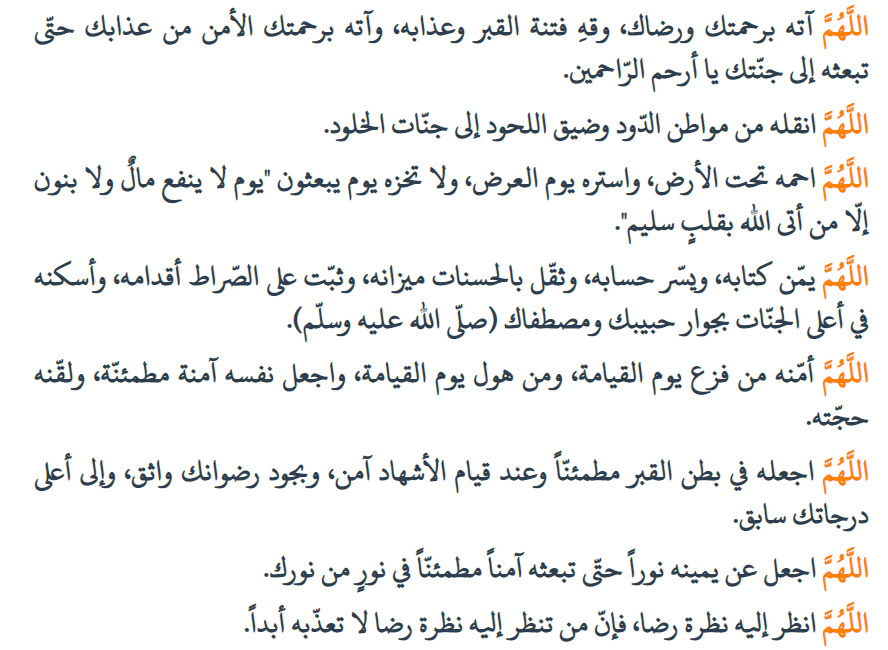 اللَّهُمَّ آته برحمتك ورضاك، وقهِ فتنة القبر وعذابه، وآته برحمتك الأمن من عذابك حتّى
تبعثه إلى جنّتك يا أرحم الرّاحمين.
اللَّهُمَّ انقله من مواطن الدّود وضيق اللحود إلى جنّات الخلود.
اللَّهُمَّ احمه تحت الأرض، واستره يوم العرض، ولا تخزه يوم يبعثون "يوم لا ينفع مالٌ ولا بنون
إلّا من أتى الله بقلبٍ سليم".
اللَّهُمَّ يمّن كتابه، ويسّر حسابه، وثقّل بالحسنات ميزانه، وثبّت على الصّراط أقدامه، وأسكنه
في أعلى الجنّات بجوار حبيبك ومصطفاك (صلّى الله عليه وسلّم).
اللَّهُمَّ أمّنه من فزع يوم القيامة، ومن هول يوم القيامة، واجعل نفسه آمنة مطمئنّة، ولقّنه
حجّته.
اللَّهُمَّ اجعله في بطن القبر مطمئنّاً وعند قيام الأشهاد آمن، وبجود رضوانك واثق، وإلى أعلى
درجاتك سابق.
اللَّهُمَّ اجعل عن يمينه نوراً حتّى تبعثه آمناً مطمئنّاً في نورٍ من نورك.
اللَّهُمَّ انظر إليه نظرة رضا، فإنّ من تنظر إليه نظرة رضا لا تعذّبه أبداً.